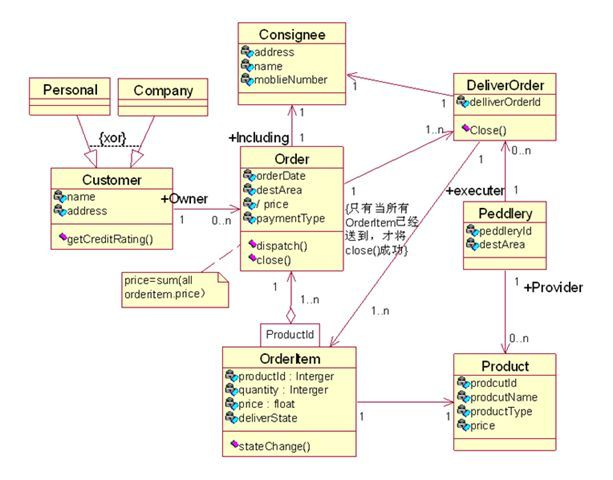 Consignee
address
name
moblieNumber
Personal
Company
{xor}
Customer
name
address
getCreditRating()
+Owner
1
0..n
+Including
1
1
Order
orderDate
destArea
/ price
paymentType
dispatch()
close()
price=sum(all
orderitem.price)
1
1
DeliverOrder
delliverOrderId
Close()
1
1..n
{只有当所有
OrderItem已经
送到，才将
close()成功}
1
0..n
+executer
1
Peddlery
peddleryId
destArea
1
+Provider
0..n
1
1..n
1..n
ProductId
OrderItem
productId : Interger
quantity : Interger
price : float
deliverState
stateChange()
1
1
Product
prodcutId
prodcutName
productType
price